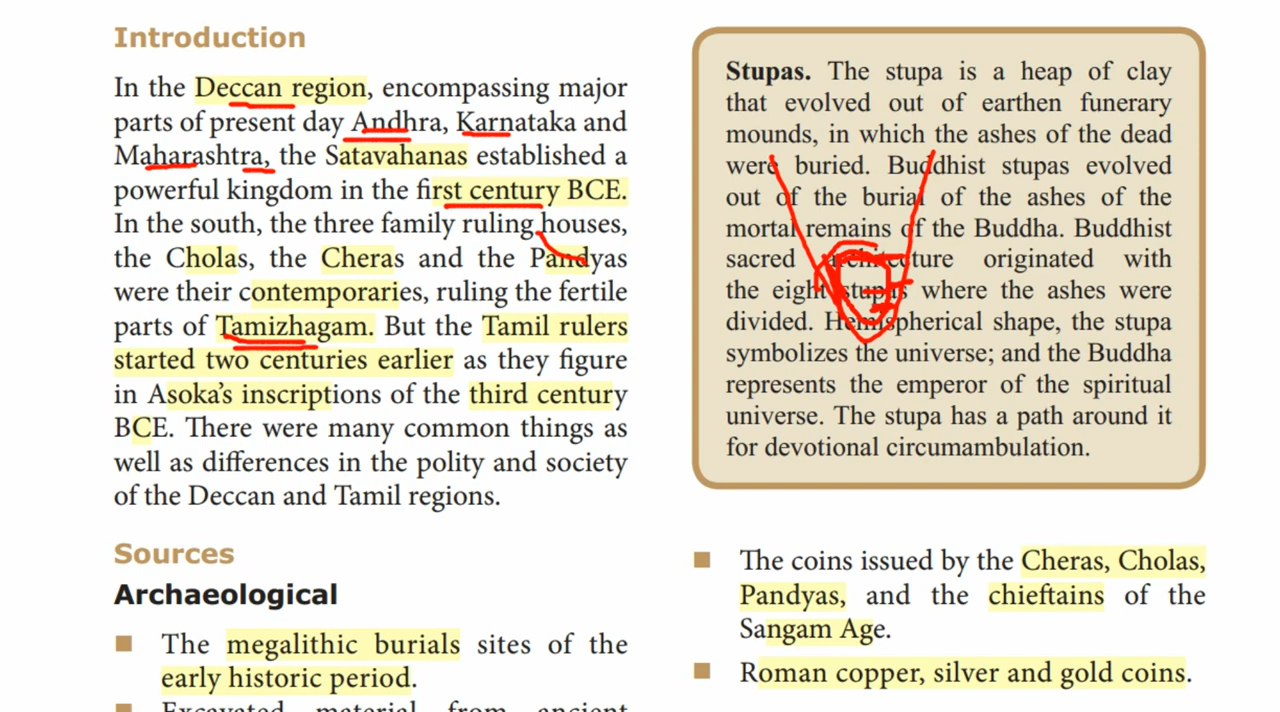 Introduction
In the Deccan region, encompassing major
parts of present day Andhra, Karnataka and
Maharashtra, the Satavahanas established a
powerful kingdom in the first century BCE.
In the south, the three family ruling houses,
the Cholas, the Cheras and the Pandyas
were their contemporaries, ruling the fertile
parts of Tamizhagam. But the Tamil rulers
started two centuries earlier as they figure
in Asoka’s inscriptions of the third century
BCE. There were many common things as
well as differences in the polity and society
of the Deccan and Tamil regions.
Sources
Archaeological
■ The megalithic burials sites of the
early historic period.
■ Excavated material from ancient
Stupas. The stupa is a heap of clay
that evolved out of earthen funerary
mounds, in which the ashes of the dead
were buried. Buddhist stupas evolved
out of the burial of the ashes of the
mortal remains of the Buddha. Buddhist
sacred architecture originated with
the eight stupas where the ashes were
divided. Hemispherical shape, the stupa
symbolizes the universe; and the Buddha
represents the emperor of the spiritual
universe. The stupa has a path around it
for devotional circumambulation.
■ The coins issued by the Cheras, Cholas,
Pandyas, and the chieftains of the
Sangam Age.
■ Roman copper, silver and gold coins.